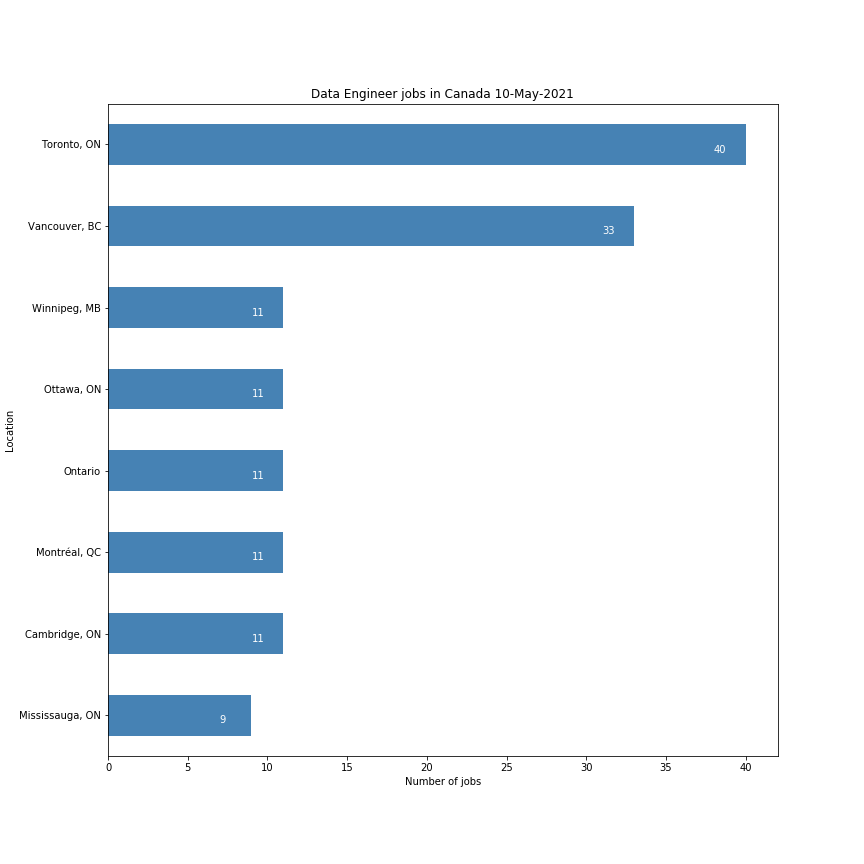 Data Engineer jobs in Canada 10-May-2021
Toronto, ON
40
Vancouver, BC
33
Winnipeg, MB
11
Ottawa, ON
11
Location
Ontario
11
Montréal, QC
11
Cambridge, ON
11
Mississauga, ON
9
0 5 10 15 20 25 30 35 40
Number of jobs